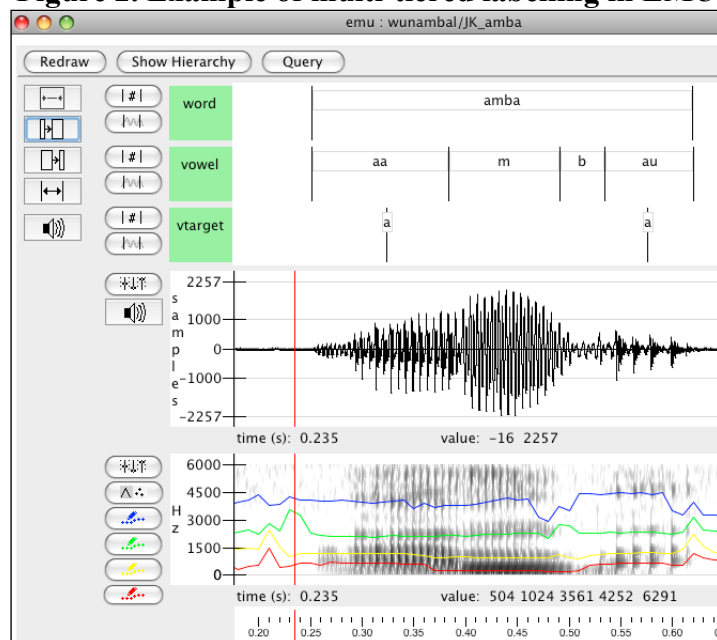 Figure 2: Example of multi-tiered labelling in EMU
emu : wunambal/JK_amba
Redraw Show Hierarchy Query
|#| word amba
|#| vowel aa m b au
|#| vtarget a a
2257
1000
0
-1000
-2257
samples
time (s): 0.235 value: -16 2257
6000
4500
3000
1500
0
Hz
time (s): 0.235 value: 504 1024 3561 4252 6291
0.20 0.25 0.30 0.35 0.40 0.45 0.50 0.55 0.60